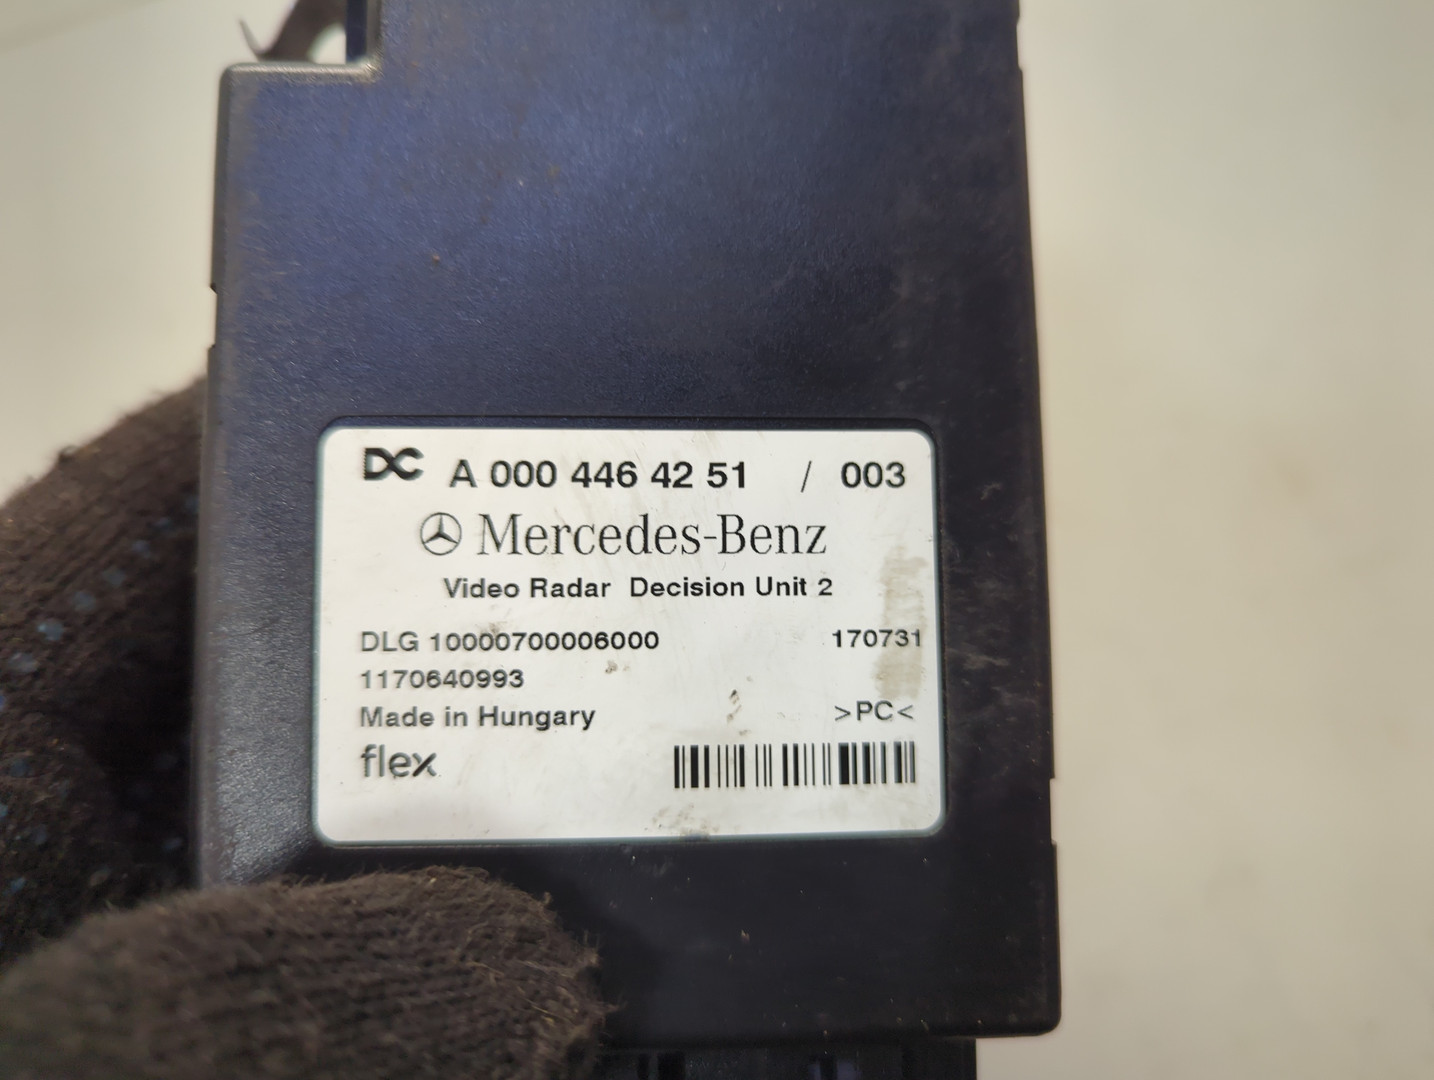 DC A 000 446 42 51 / 003
Mercedes-Benz
Video Radar Decision Unit 2
DLG 10000700006000 170731
1170640993
Made in Hungary >PC<
flex